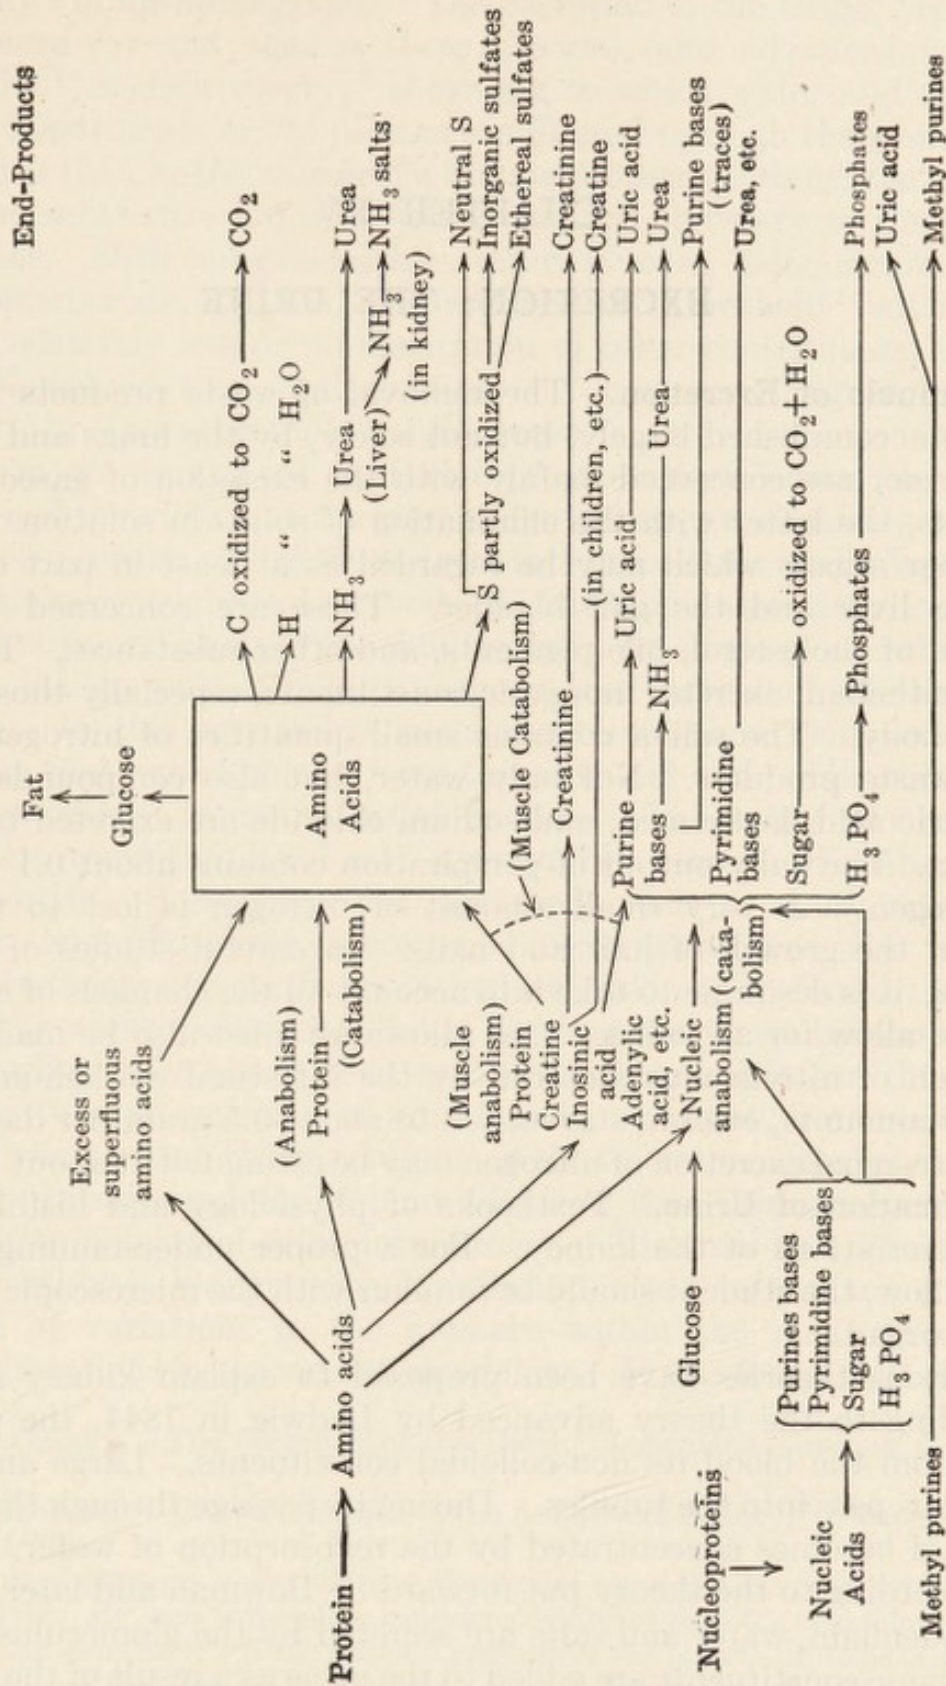 End-Products
Fat
Glucose
C oxidized to CO2
CO2
H " " H2O
Excess or
superfluous
amino acids
Amino
Acids
NH3
Urea
Urea
(Liver)
NH3
NH3 salts
(in kidney)
(Anabolism)
Protein
(Catabolism)
Protein
Amino acids
S parly oxidized
Neutral S
Inorganic sulfates
Ethereal sulfates
(Muscle Catabolism)
(Muscle
anabolism)
Protein
Creatine
Inosinic
acid
Adenylic
acid, etc.
Creatinine
Creatinine
(in children, etc.)
Creatine
Purine
bases
Uric acid
Uric acid
NH3
Urea
Urea
Purine bases
(traces)
Glucose
Nucleic
anabolism
(cata-
bolism)
Pyrimidine
bases
Urea, etc.
Sugar
oxidized to CO2 + H2O
H3PO4
Phosphates
Phosphates
Nucleoproteins
Nucleic
Acids
Purines bases
Pyrimidine bases
Sugar
H3PO4
Uric acid
Methyl purines
Methyl purines